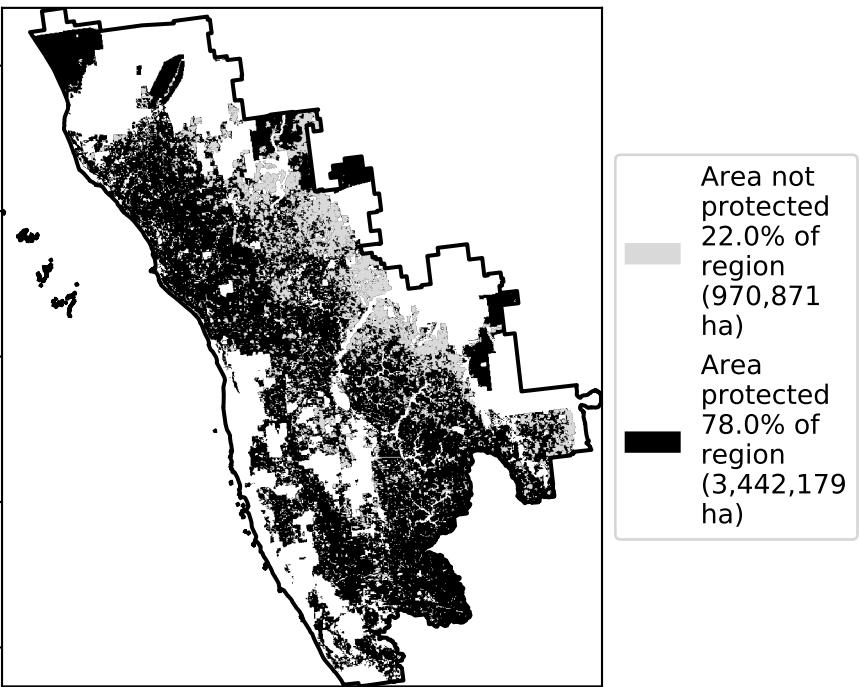 Area not
protected
22.0% of
region
(970,871
ha)
Area
protected
78.0% of
region
(3,442,179
ha)